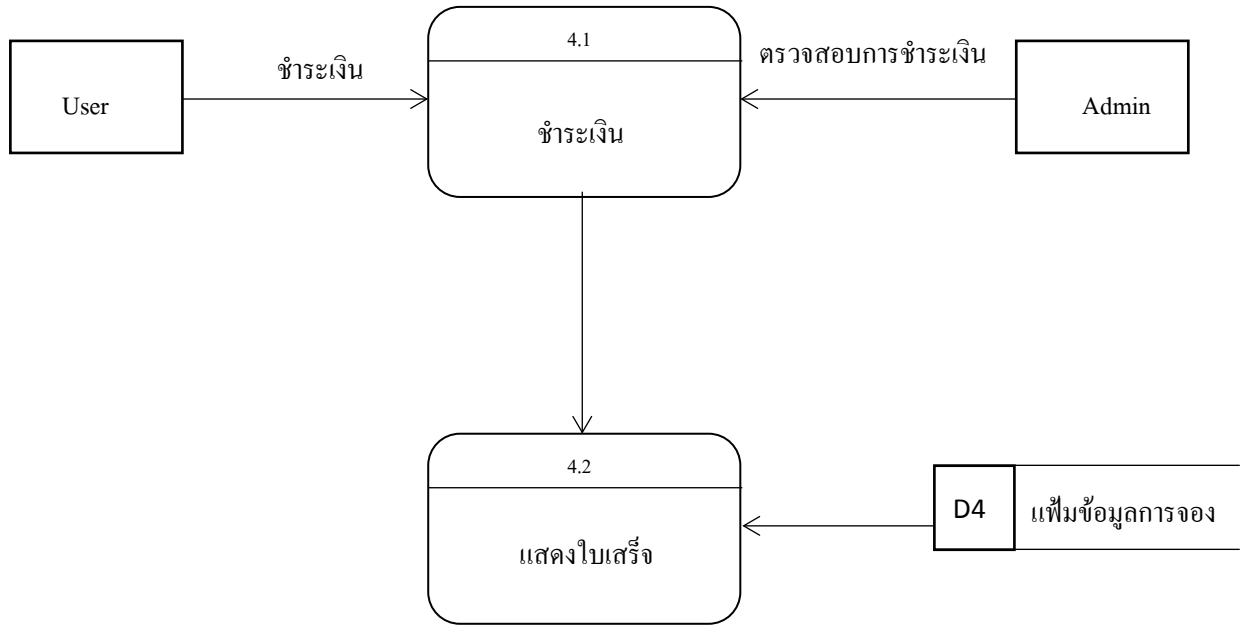 4.1
ชำระเงิน
ตรวจสอบการชำระเงิน
User
Admin
ชำระเงิน
4.2
D4
แฟ้มข้อมูลการจอง
แสดงใบเสร็จ